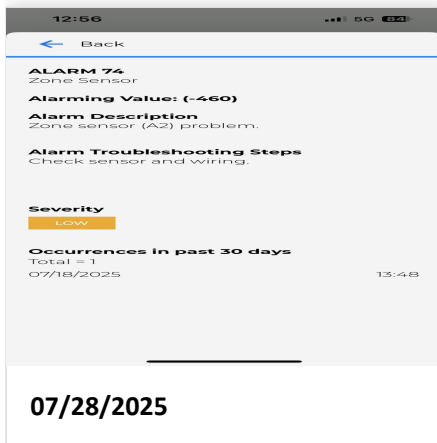 12:56 5G 84
← Back
ALARM 74
Zone Sensor
Alarming Value: (-460)
Alarm Description
Zone sensor (A2) problem.
Alarm Troubleshooting Steps
Check sensor and wiring.
Severity
LOW
Occurrences in past 30 days
Total = 1
07/18/2025 13:48
07/28/2025